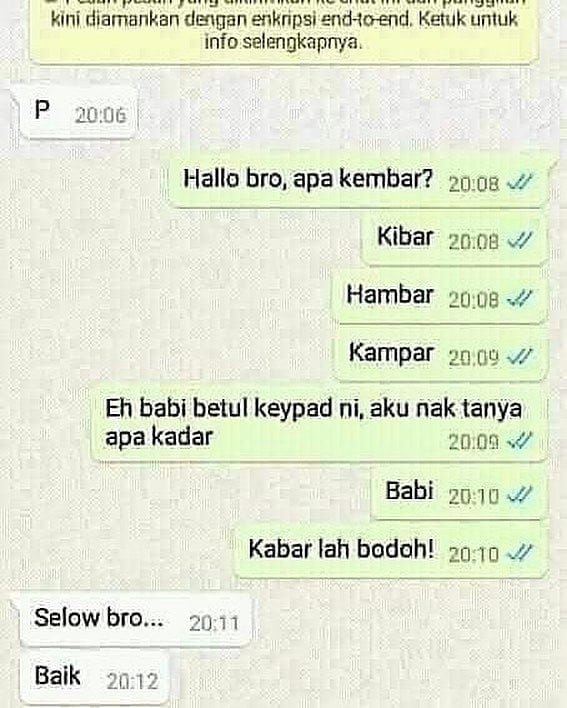 kini diamankan dengan enkripsi end-to-end. Ketuk untuk
info selengkapnya.
P 20:06
Hallo bro, apa kembar? 20:08
Kibar 20:08
Hambar 20:08
Kampar 20:09
Eh babi betul keypad ni, aku nak tanya
apa kadar 20:09
Babi 20:10
Kabar lah bodoh! 20:10
Selow bro... 20:11
Baik 20:12